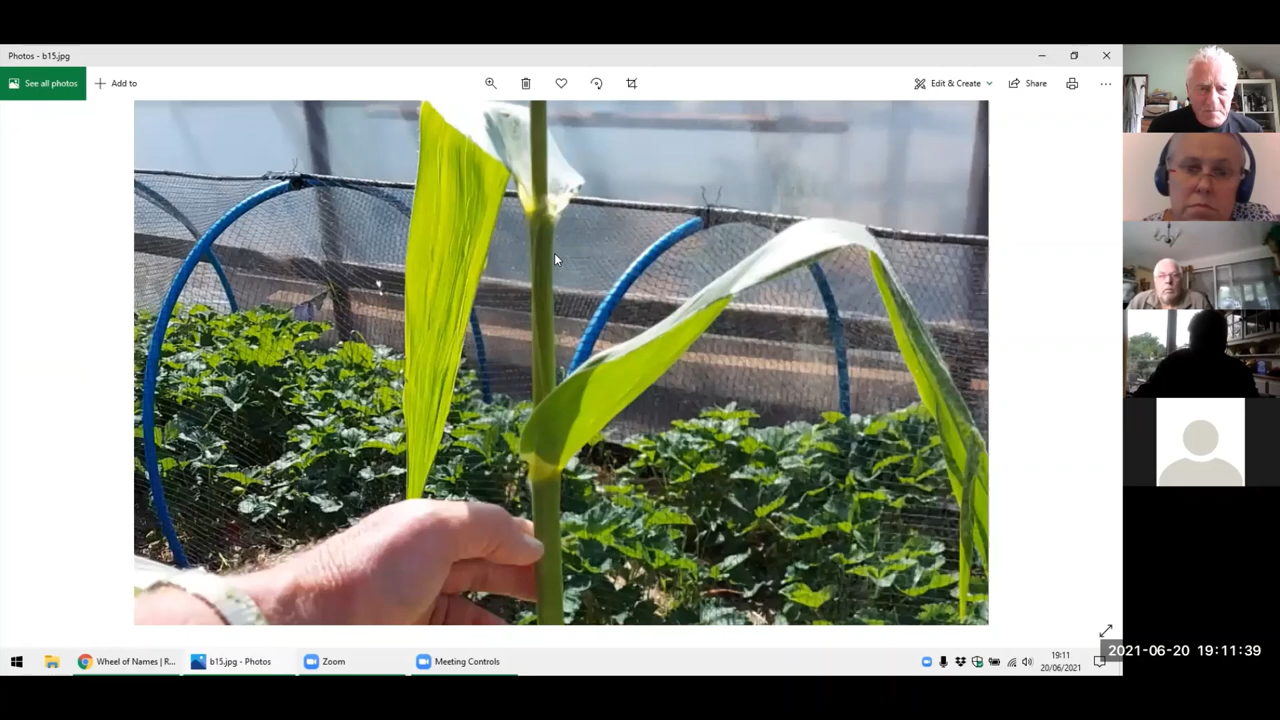 Photos - b15.jpg
See all photos
Add to
Edit & Create
Share
Wheel of Names | R...
b15.jpg - Photos
Zoom
Meeting Controls
19:11
20/06/2021
2021-06-20 19:11:39